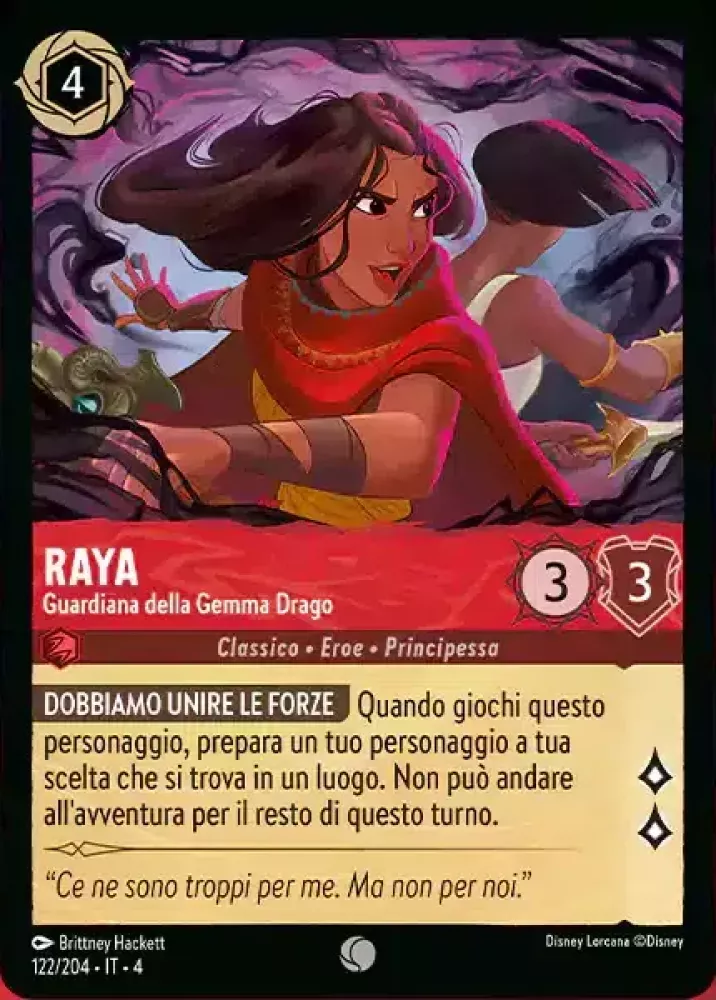 4
RAYA
Guardiana della Gemma Drago
3
3
Classico • Eroe • Principessa
DOBBIAMO UNIRE LE FORZE Quando giochi questo
personaggio, prepara un tuo personaggio a tua
scelta che si trova in un luogo. Non può andare
all'avventura per il resto di questo turno.
“Ce ne sono troppi per me. Ma non per noi.”
Brittney Hackett
Disney Lorcana ©Disney
122/204 • IT • 4